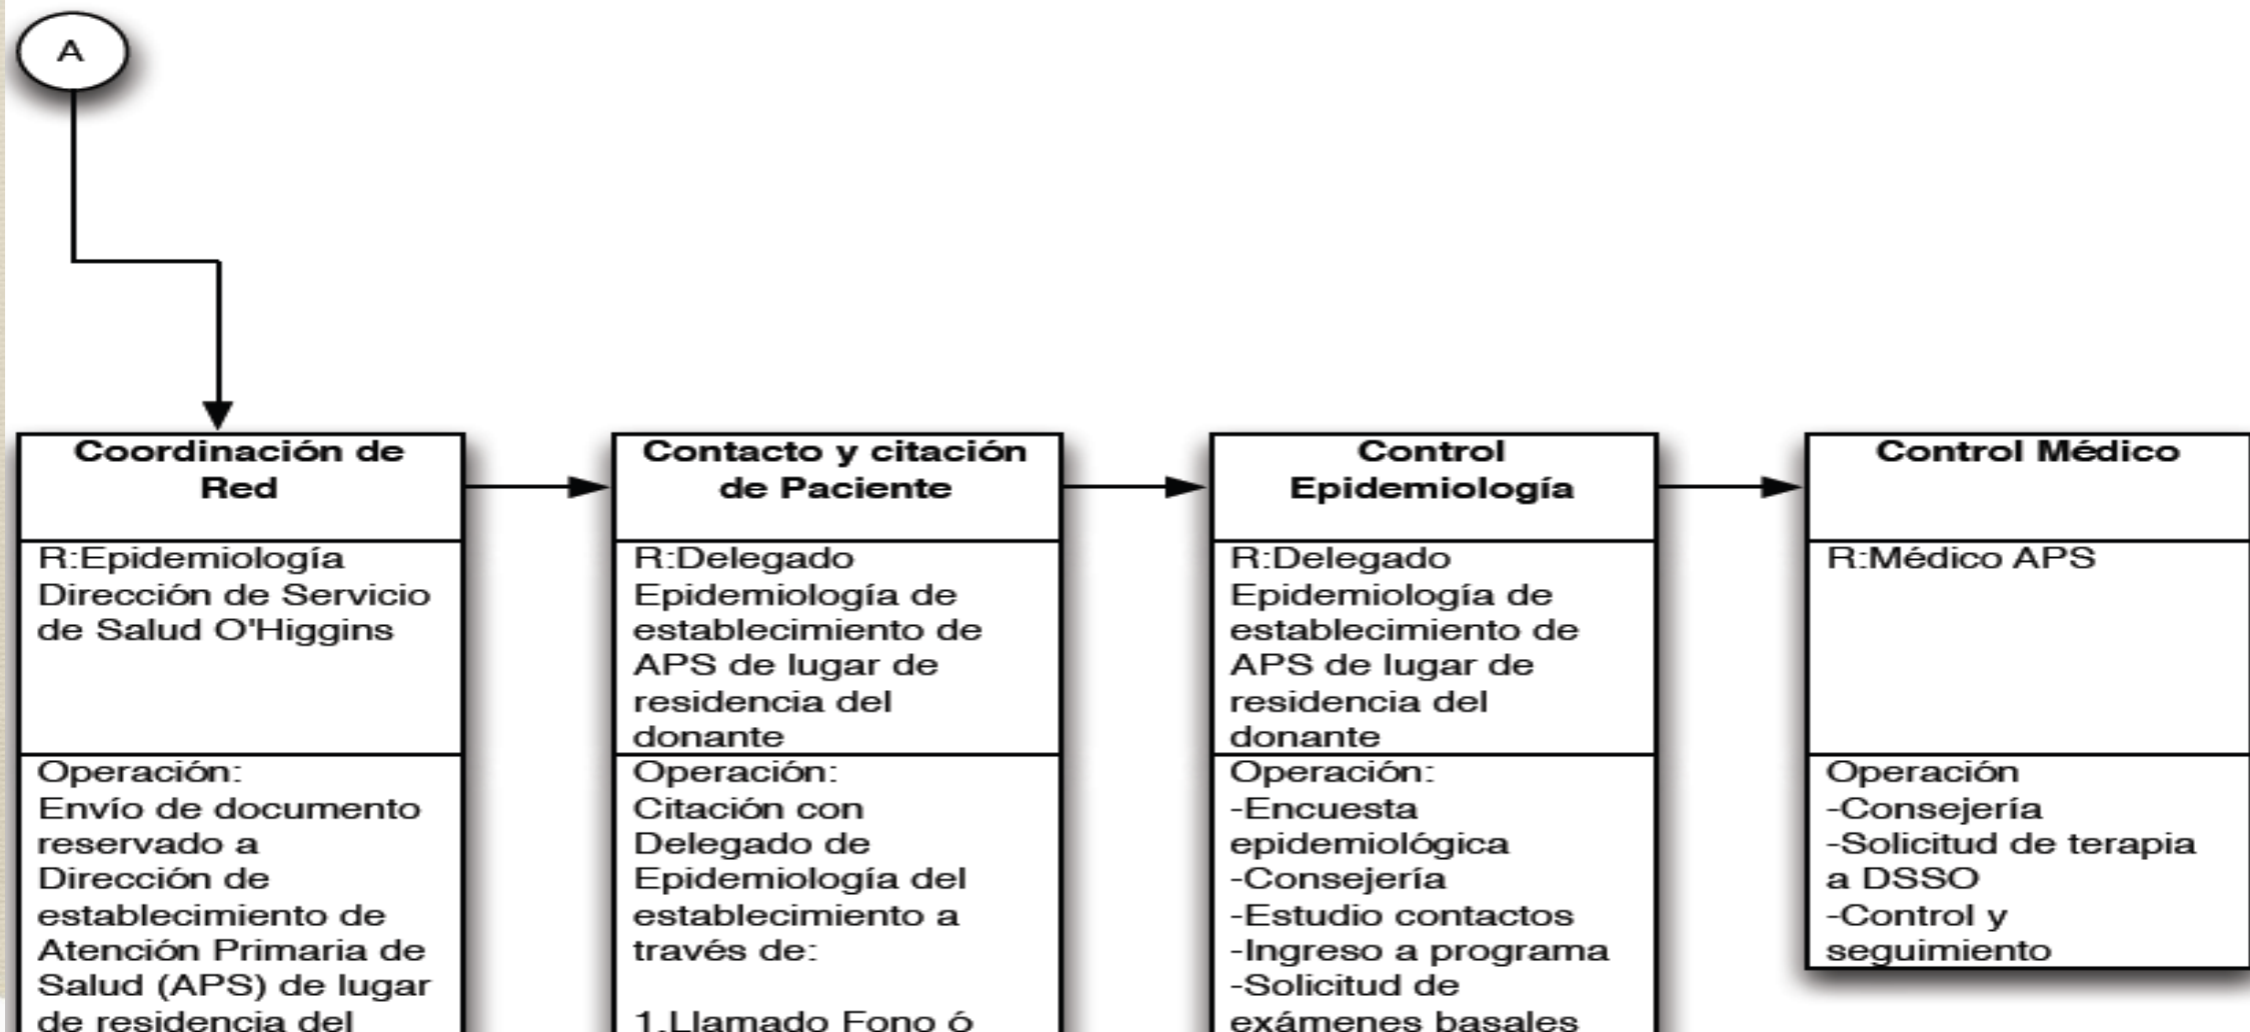 A
Coordinación de
Red
R:Epidemiología
Dirección de Servicio
de Salud O'Higgins
Operación:
Envío de documento
reservado a
Dirección de
establecimiento de
Atención Primaria de
Salud (APS) de lugar
de residencia del
Contacto y citación
de Paciente
R:Delegado
Epidemiología de
establecimiento de
APS de lugar de
residencia del
donante
Operación:
Citación con
Delegado de
Epidemiología del
establecimiento a
través de:
1.Llamado Fono ó
Control
Epidemiología
R:Delegado
Epidemiología de
establecimiento de
APS de lugar de
residencia del
donante
Operación:
-Encuesta
epidemiológica
-Consejería
-Estudio contactos
-Ingreso a programa
-Solicitud de
exámenes basales
Control Médico
R:Médico APS
Operación
-Consejería
-Solicitud de terapia
a DSSO
-Control y
seguimiento